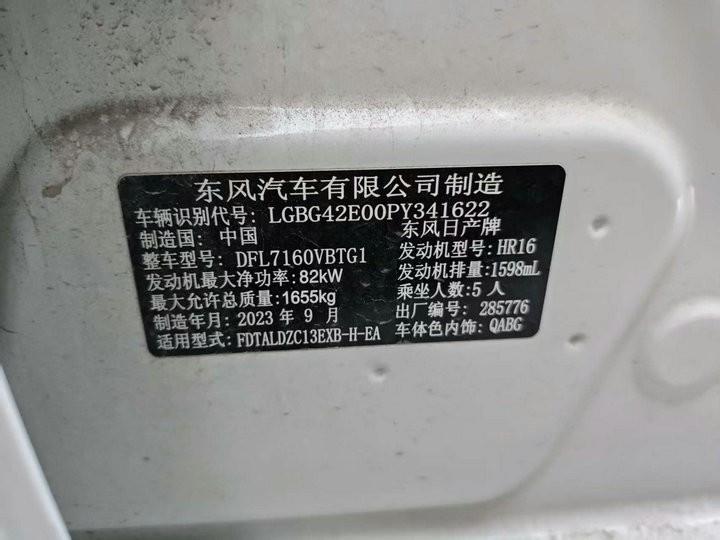 东风汽车有限公司制造
车辆识别代号: LGBG42E00PY341622
制造国: 中国 东风日产牌
整车型号: DFL7160VBTG1 发动机型号: HR16
发动机最大净功率: 82kW 发动机排量: 1598mL
最大允许总质量: 1655kg 乘坐人数: 5 人
制造年月: 2023 年 9 月 出厂编号: 285776
适用型式: FDTALDZC13EXB-H-EA 车体色内饰: QABG